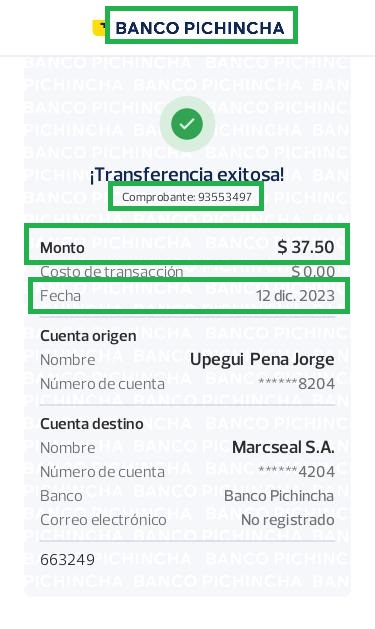 BANCO PICHINCHA
¡Transferencia exitosa!
Comprobante: 93553497
Monto $ 37.50
Costo de transacción $ 0.00
Fecha 12 dic. 2023
Cuenta origen
Nombre Upegui Pena Jorge
Número de cuenta ******8204
Cuenta destino
Nombre Marcseal S.A.
Número de cuenta ******4204
Banco Banco Pichincha
Correo electrónico No registrado
663249